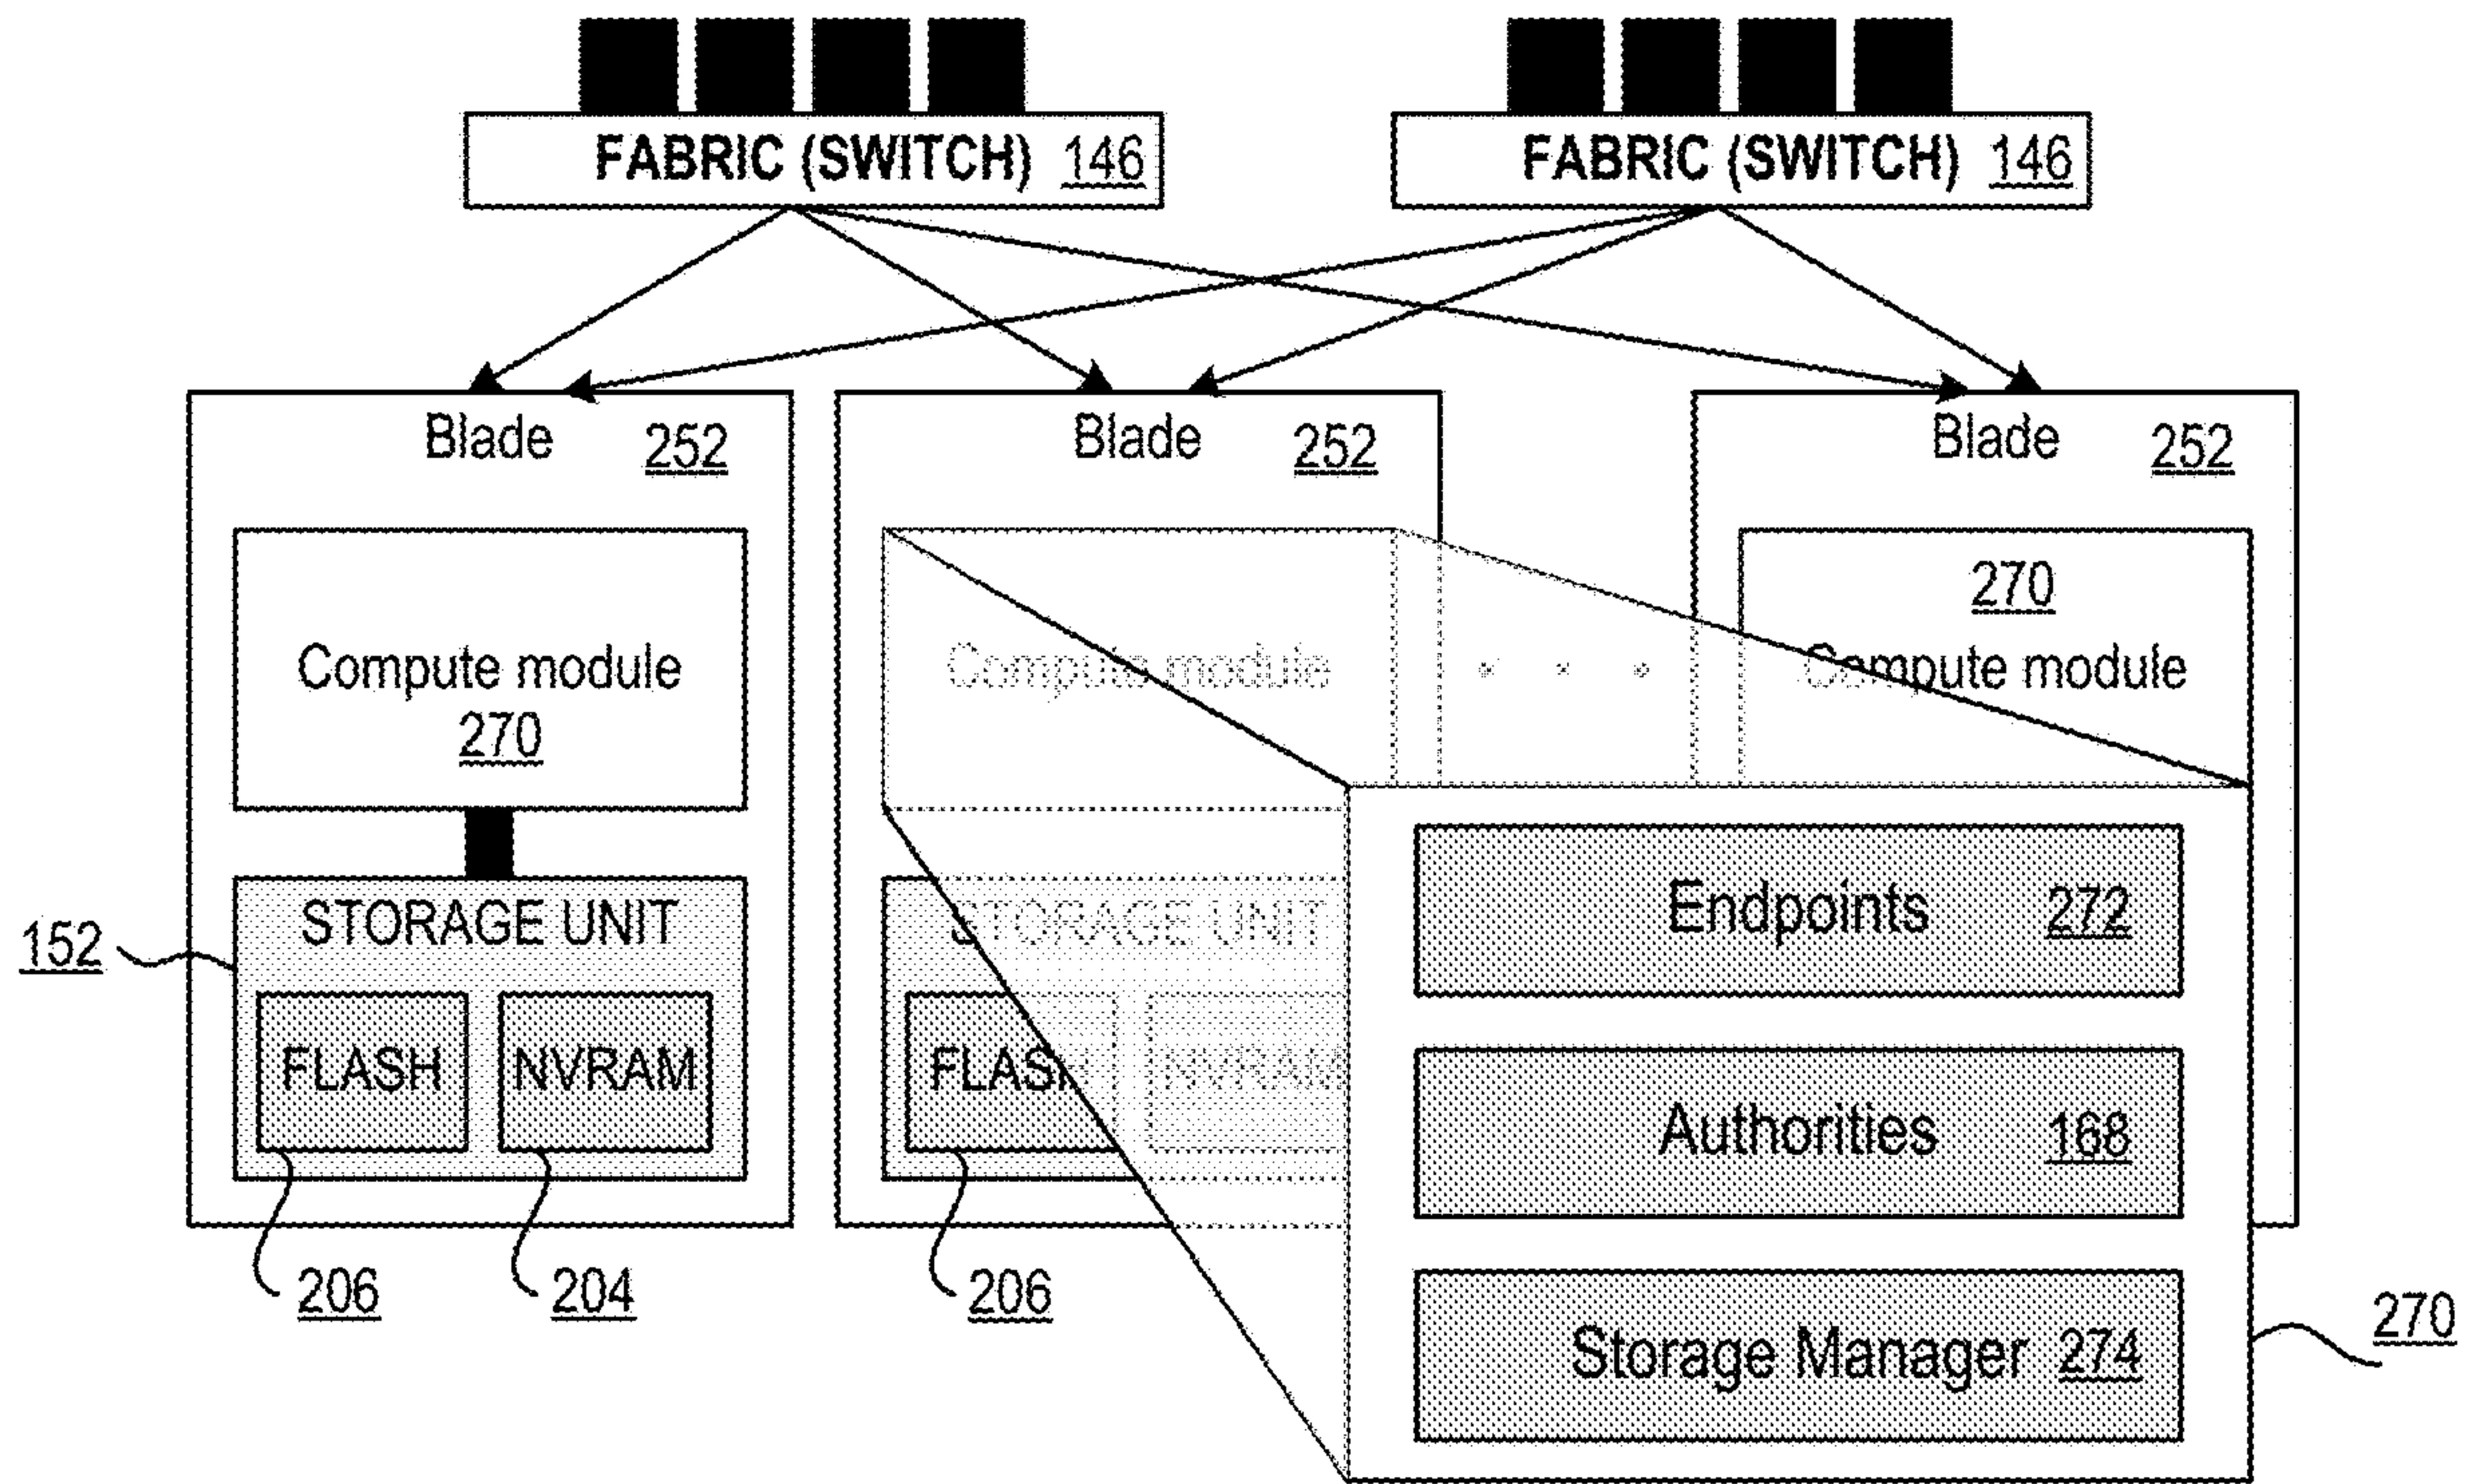 FABRIC (SWITCH) 146
FABRIC (SWITCH) 146
Blade 252
Blade 252
Blade 252
Compute module
270
Compute module
270
Compute module
STORAGE UNIT
152
FLASH
NVRAM
206
204
STORAGE UNIT
FLASH
NVRAM
206
Endpoints 272
Authorities 168
Storage Manager 274
270